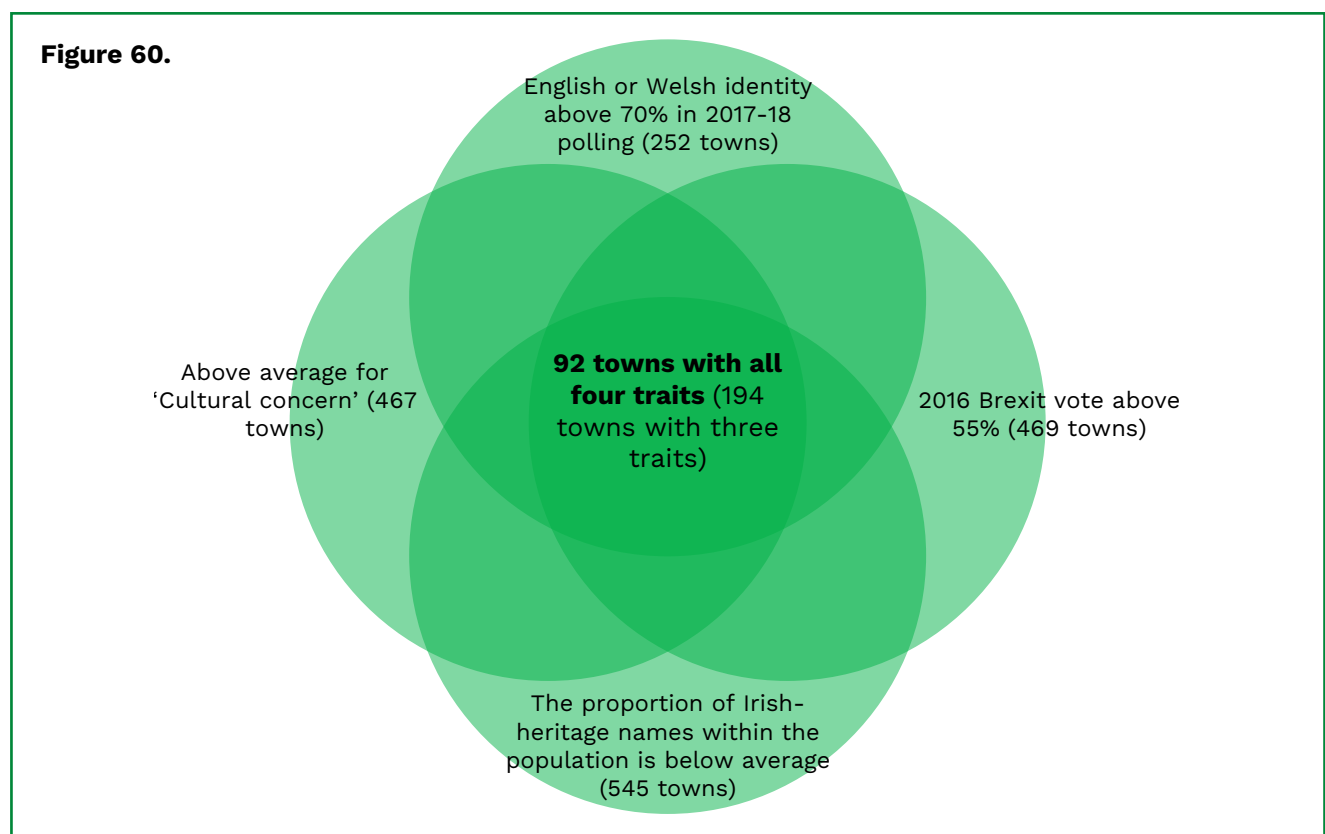 Figure 60.
English or Welsh identity
above 70% in 2017-18
polling (252 towns)
Above average for
‘Cultural concern’ (467
towns)
92 towns with all
four traits (194
towns with three
traits)
2016 Brexit vote above
55% (469 towns)
The proportion of Irish-
heritage names within the
population is below average
(545 towns)